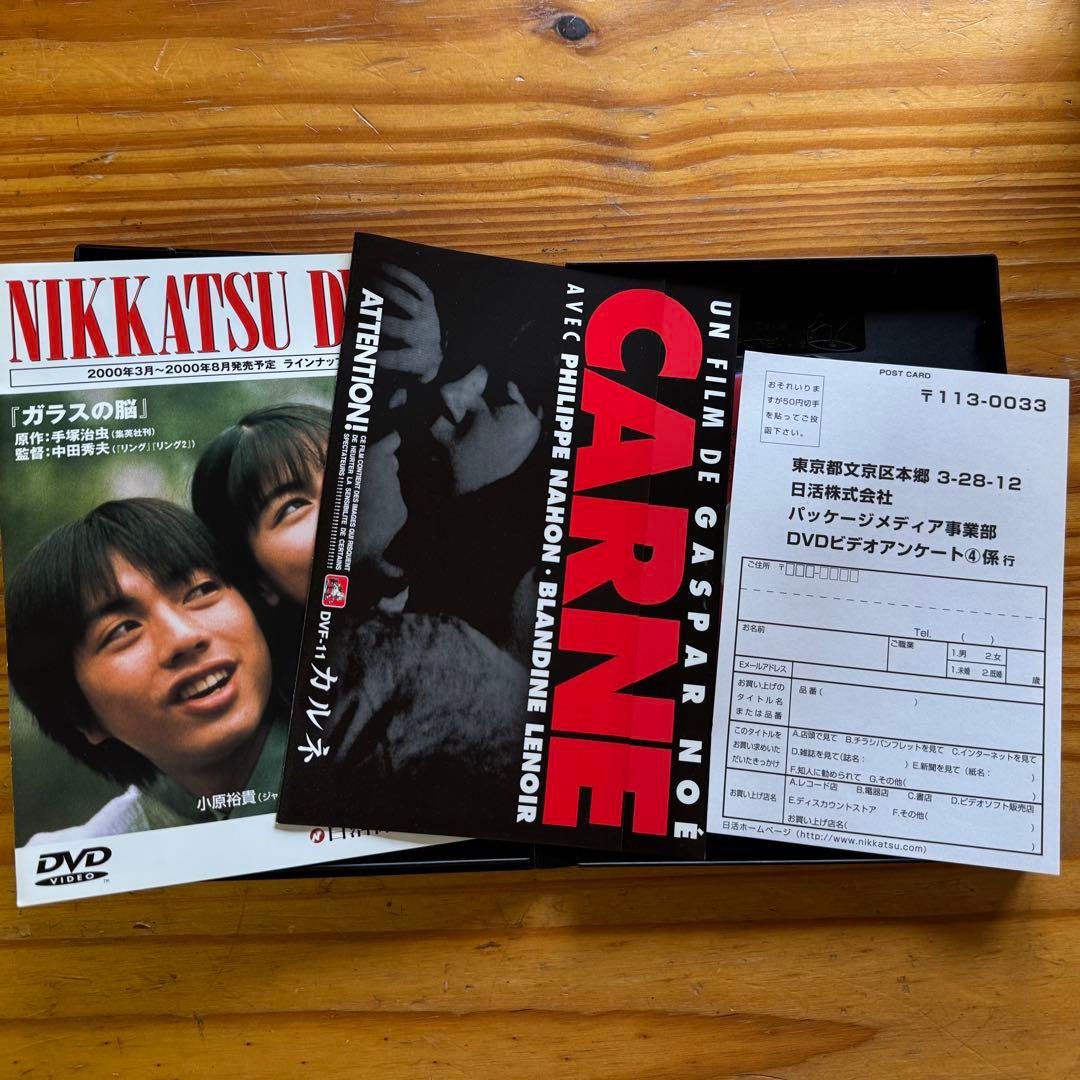 NIKKATSU D
2000年3月〜2000年8月発売予定 ラインナッ
『ガラスの脳』
原作:手塚治虫(集英社刊)
監督:中田秀夫(『リング』『リング2』)
小原裕貴(ジャ
DVD
VIDEO
TM
UN FILM DE GASPAR NOÉ
CARNE
AVEC PHILIPPE NAHON・BLANDINE LENOIR
ATTENTION!
CE FILM CONTIENT DES IMAGES QUI RISQUENT
DE HEURTER LA SENSIBILITE DE CERTAINS
SPECTATEURS!!!!!!!!!!!!!!!!!!!!!!!!!!!!
DVF-11 カルネ
POST CARD
おそれいりま
すが50円切手
を貼ってご投
函下さい。
〒113-0033
東京都文京区本郷 3-28-12
日活株式会社
パッケージメディア事業部
DVDビデオアンケート④係 行
ご住所 〒□□□-□□□□
Tel. ( )
お名前
ご職業
1.男 2.女
1.未婚 2.既婚
歳
Eメールアドレス
お買い上げの
タイトル名
または品番
品番( )
このタイトルを
お買い求めいた
だいたきっかけ
A.店頭で見て B.チラシパンフレットを見て C.インターネットを見て
D.雑誌を見て(誌名: ) E.新聞を見て(紙名: )
F.知人に勧められて G.その他( )
お買い上げ店名
A.レコード店 B.電器店 C.書店 D.ビデオソフト販売店
E.ディスカウントストア F.その他( )
お買い上げ店名( )
日活ホームページ(http://www.nikkatsu.com)